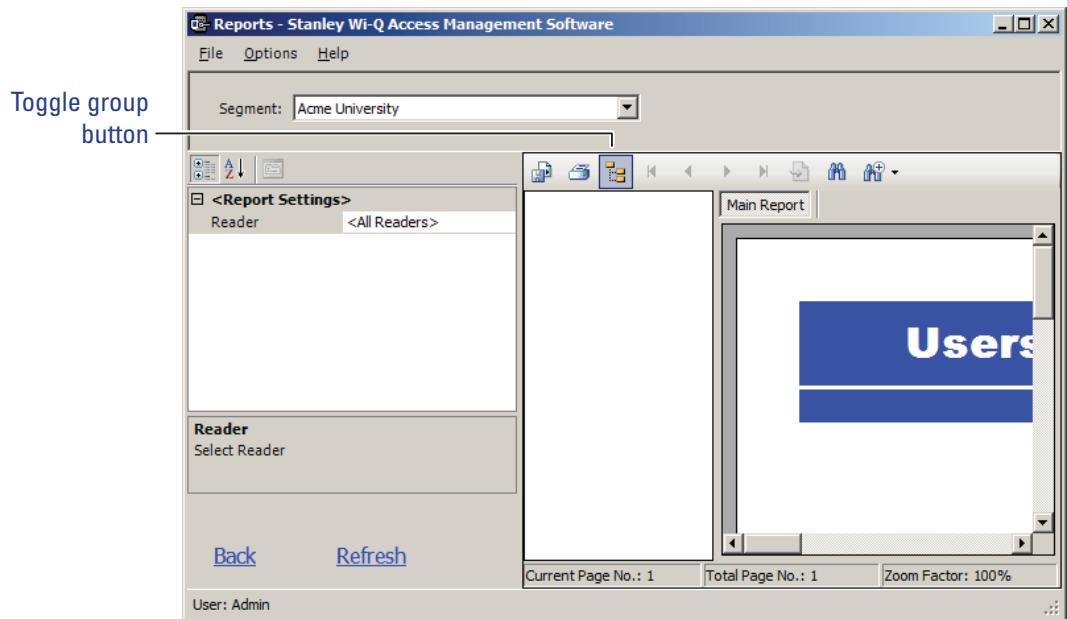 Reports - Stanley Wi-Q Access Management Software
File Options Help
Toggle group
button
Segment: Acme University
<Report Settings>
Reader <All Readers>
Main Report
Users
Reader
Select Reader
Back Refresh
Current Page No.: 1 Total Page No.: 1 Zoom Factor: 100%
User: Admin